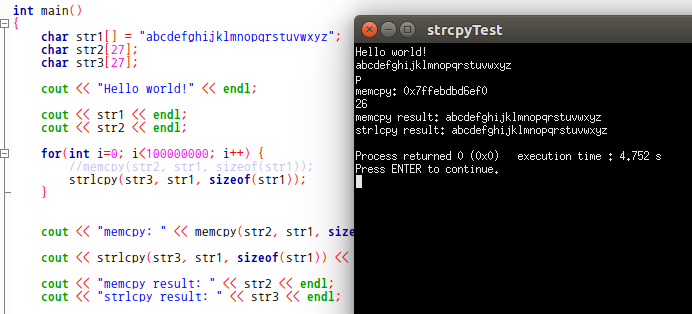 int main()
{
char str1[] = "abcdefghijklmnopqrstuvwxyz";
char str2[27];
char str3[27];
cout << "Hello world!" << endl;
cout << str1 << endl;
cout << str2 << endl;
for(int i=0; i<100000000; i++) {
//memcpy(str2, str1, sizeof(str1));
strlcpy(str3, str1, sizeof(str1));
}
cout << "memcpy: " << memcpy(str2, str1, size
cout << strlcpy(str3, str1, sizeof(str1)) <<
cout << "memcpy result: " << str2 << endl;
cout << "strlcpy result: " << str3 << endl;
strcpyTest
Hello world!
abcdefghijklmnopqrstuvwxyz
p
memcpy: 0x7ffebdbd6ef0
26
memcpy result: abcdefghijklmnopqrstuvwxyz
strlcpy result: abcdefghijklmnopqrstuvwxyz
Process returned 0 (0x0) execution time : 4.752 s
Press ENTER to continue.